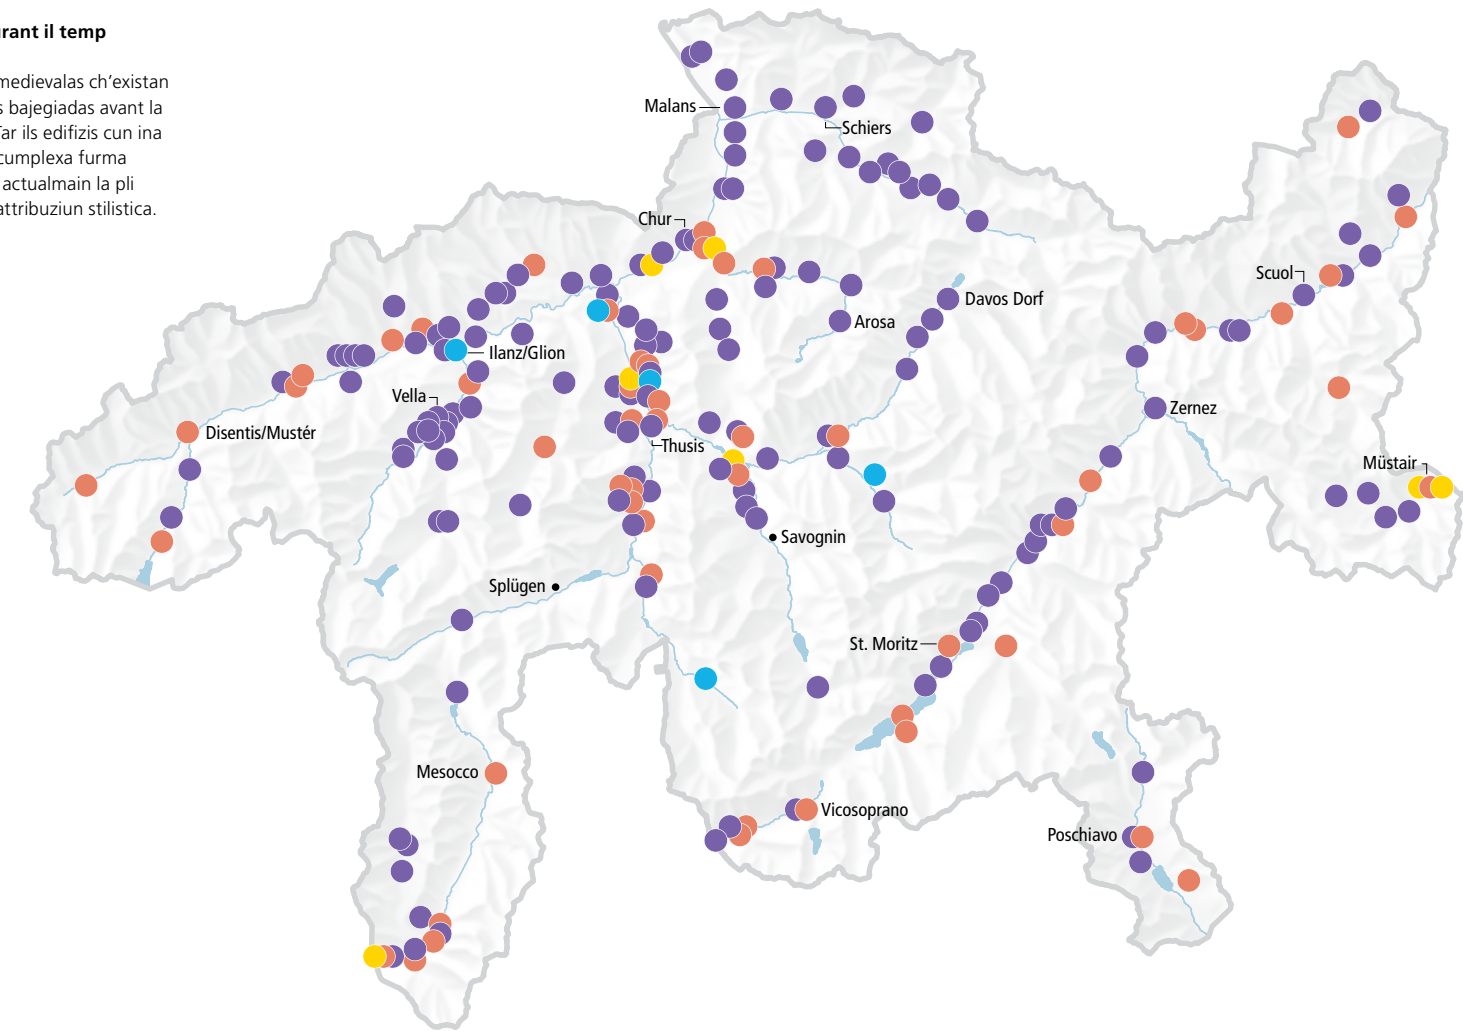 rant il temp
medievalas ch'existan
s bajegiadas avant la
ar ils edifizis cun ina
cumplexa furma
actualmain la pli
attribuziun stilistica.
Malans
Schiers
Chur
Scuol
Davos Dorf
Arosa
Ilanz/Glion
Vella
Zernez
Disentis/Mustér
Thusis
Müstair
Savognin
Splügen
St. Moritz
Mesocco
Vicosoprano
Poschiavo